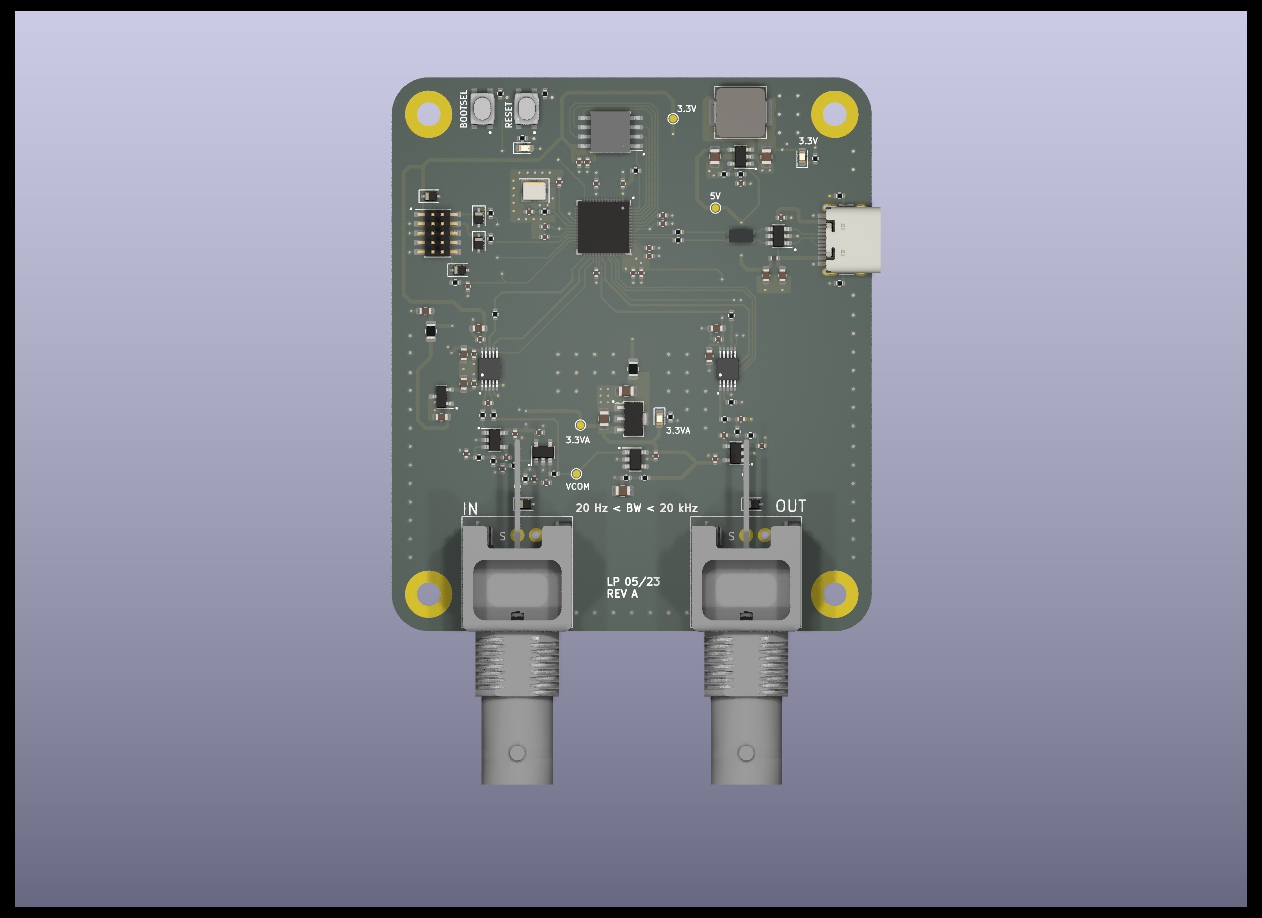 BOOTSEL
RESET
3.3V
3.3V
5V
3.3VA
3.3VA
VCOM
IN
20 Hz < BW < 20 kHz
OUT
S
S
LP 05/23
REV A